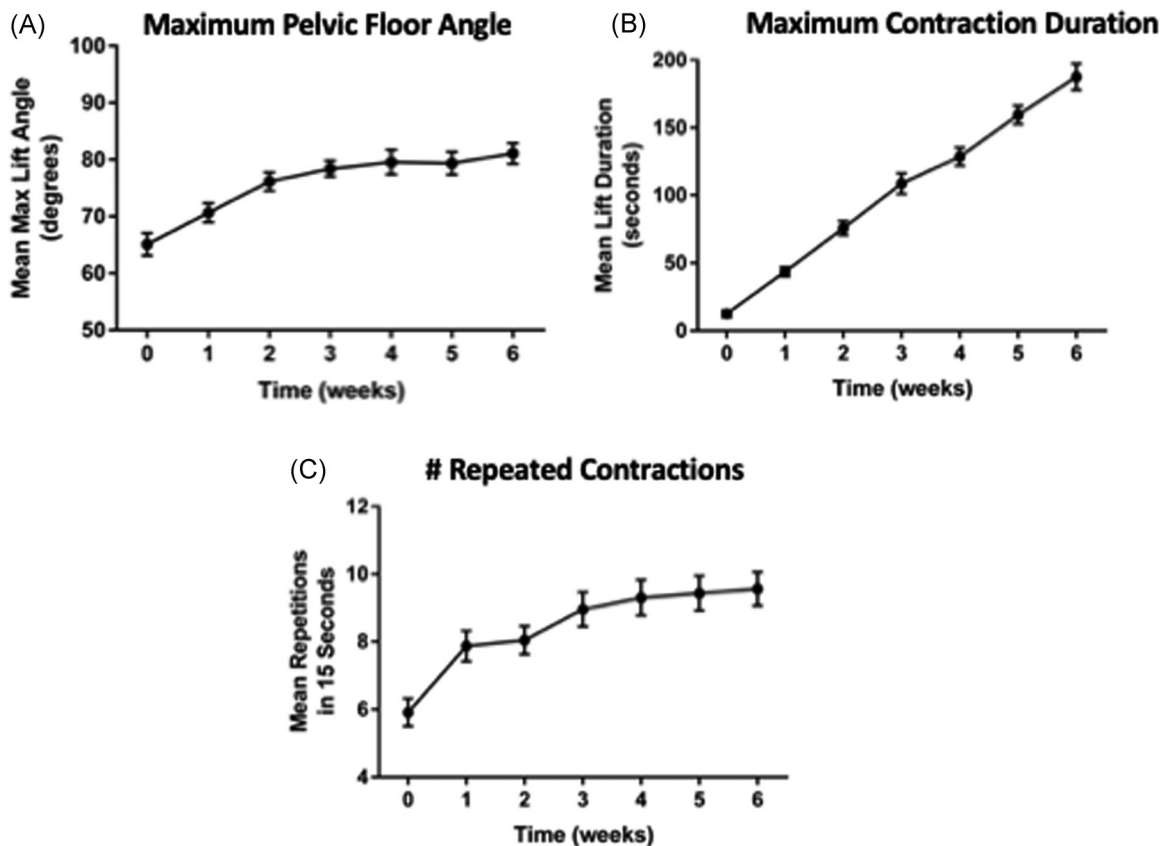 (A) Maximum Pelvic Floor Angle
100
90
80
70
60
50
Mean Max Lift Angle
(degrees)
0 1 2 3 4 5 6
Time (weeks)
(B) Maximum Contraction Duration
200
150
100
50
0
Mean Lift Duration
(seconds)
0 1 2 3 4 5 6
Time (weeks)
(C) # Repeated Contractions
12
10
8
6
4
Mean Repetitions
in 15 Seconds
0 1 2 3 4 5 6
Time (weeks)